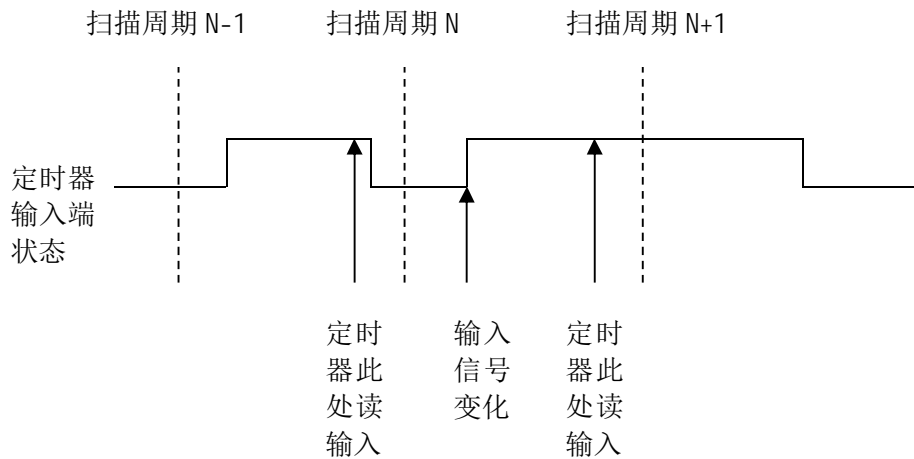 扫描周期 N-1 扫描周期 N 扫描周期 N+1
定时器
输入端
状态
定时
器此
处读
输入
输入
信号
变化
定时
器此
处读
输入